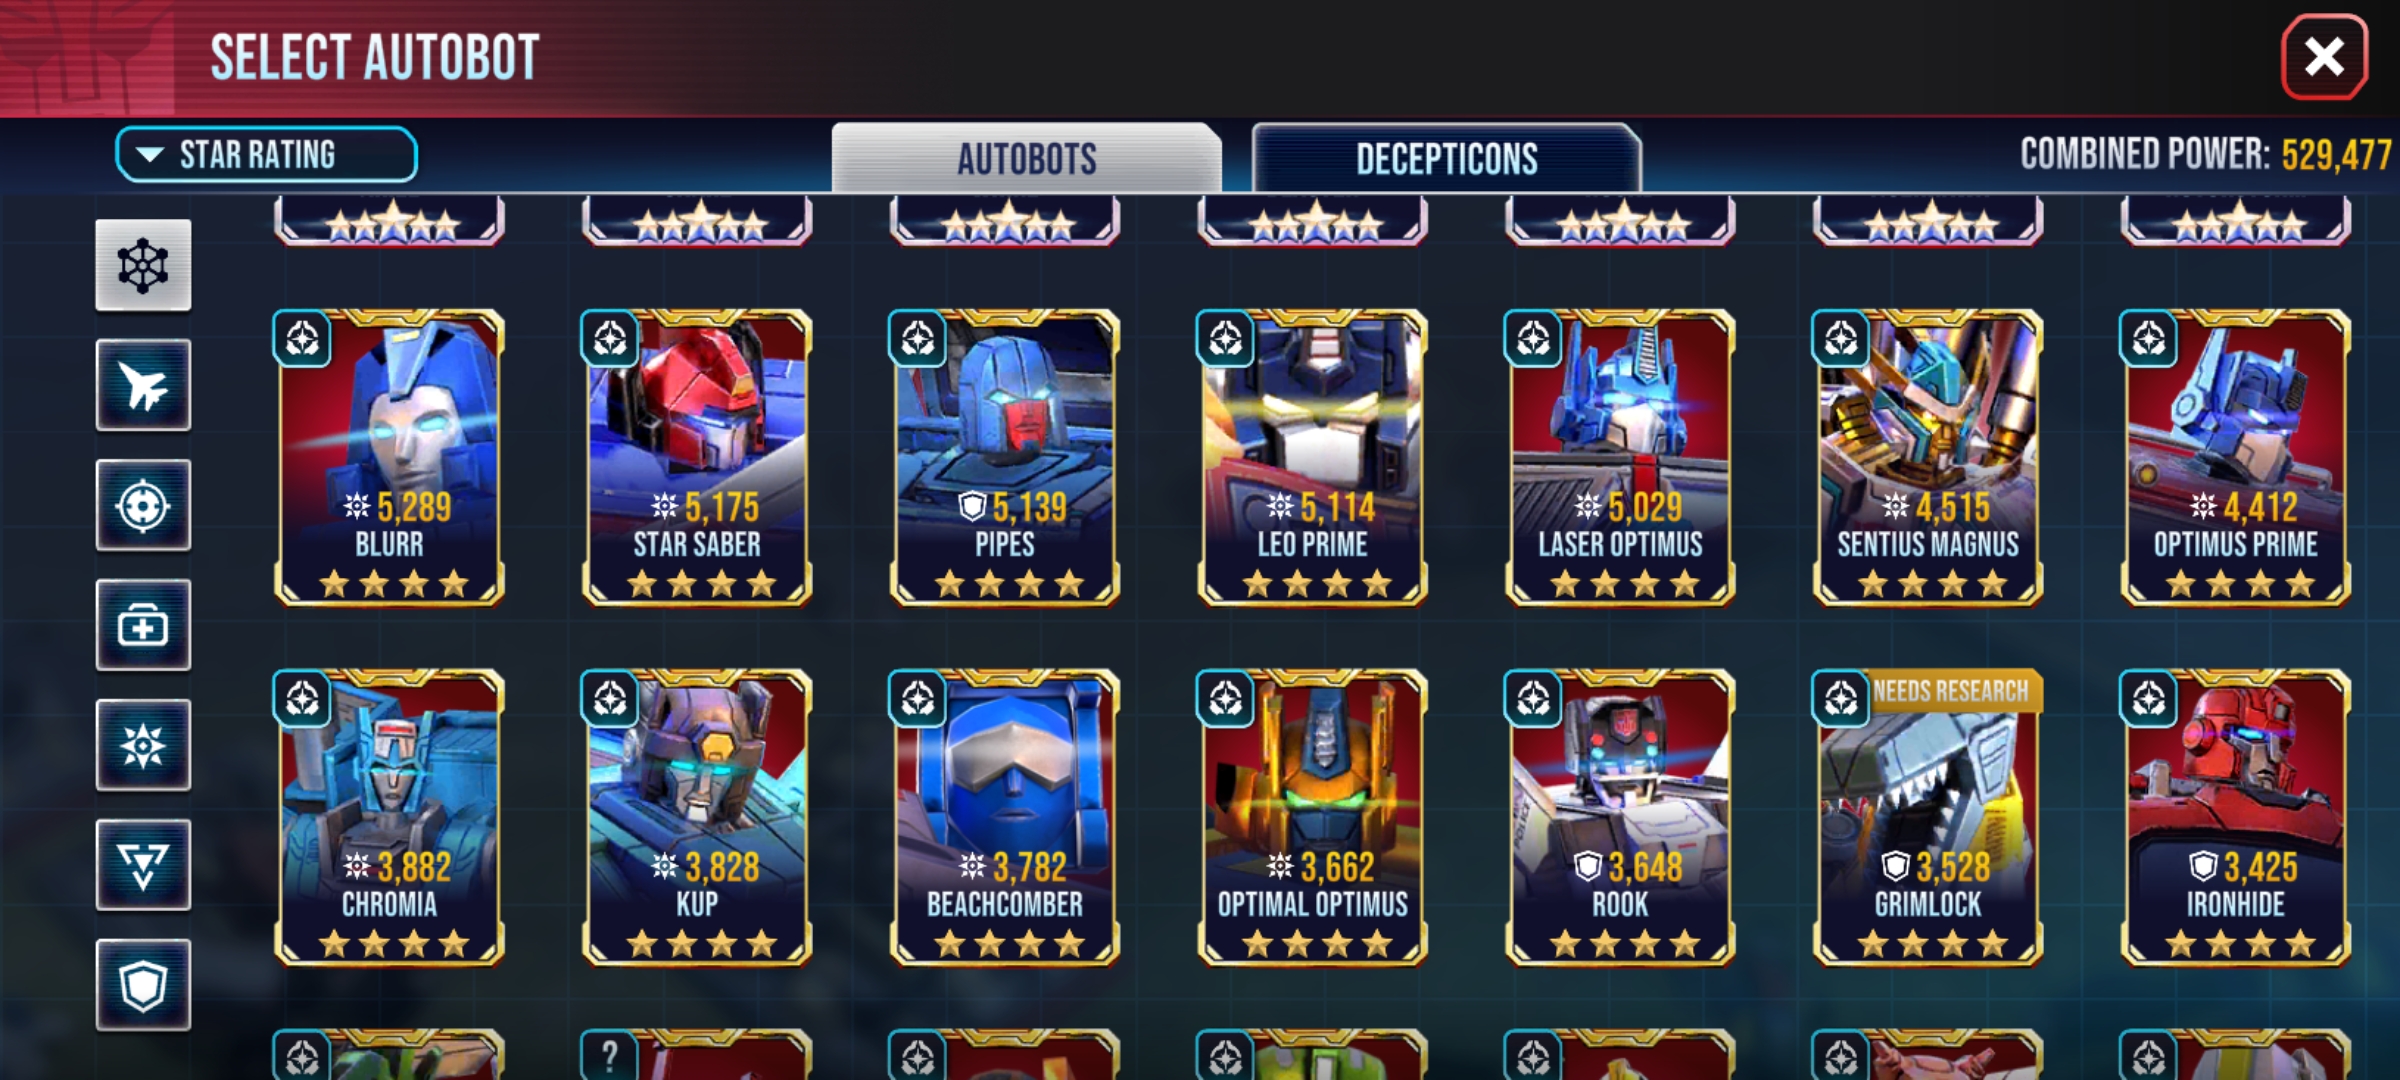 SELECT AUTOBOT
STAR RATING
AUTOBOTS
DECEPTICONS
COMBINED POWER: 529,477
5,289
BLURR
5,175
STAR SABER
5,139
PIPES
5,114
LEO PRIME
5,029
LASER OPTIMUS
4,515
SENTIUS MAGNUS
4,412
OPTIMUS PRIME
3,882
CHROMIA
3,828
KUP
3,782
BEACHCOMBER
3,662
OPTIMAL OPTIMUS
3,648
ROOK
NEEDS RESEARCH
3,528
GRIMLOCK
3,425
IRONHIDE
?